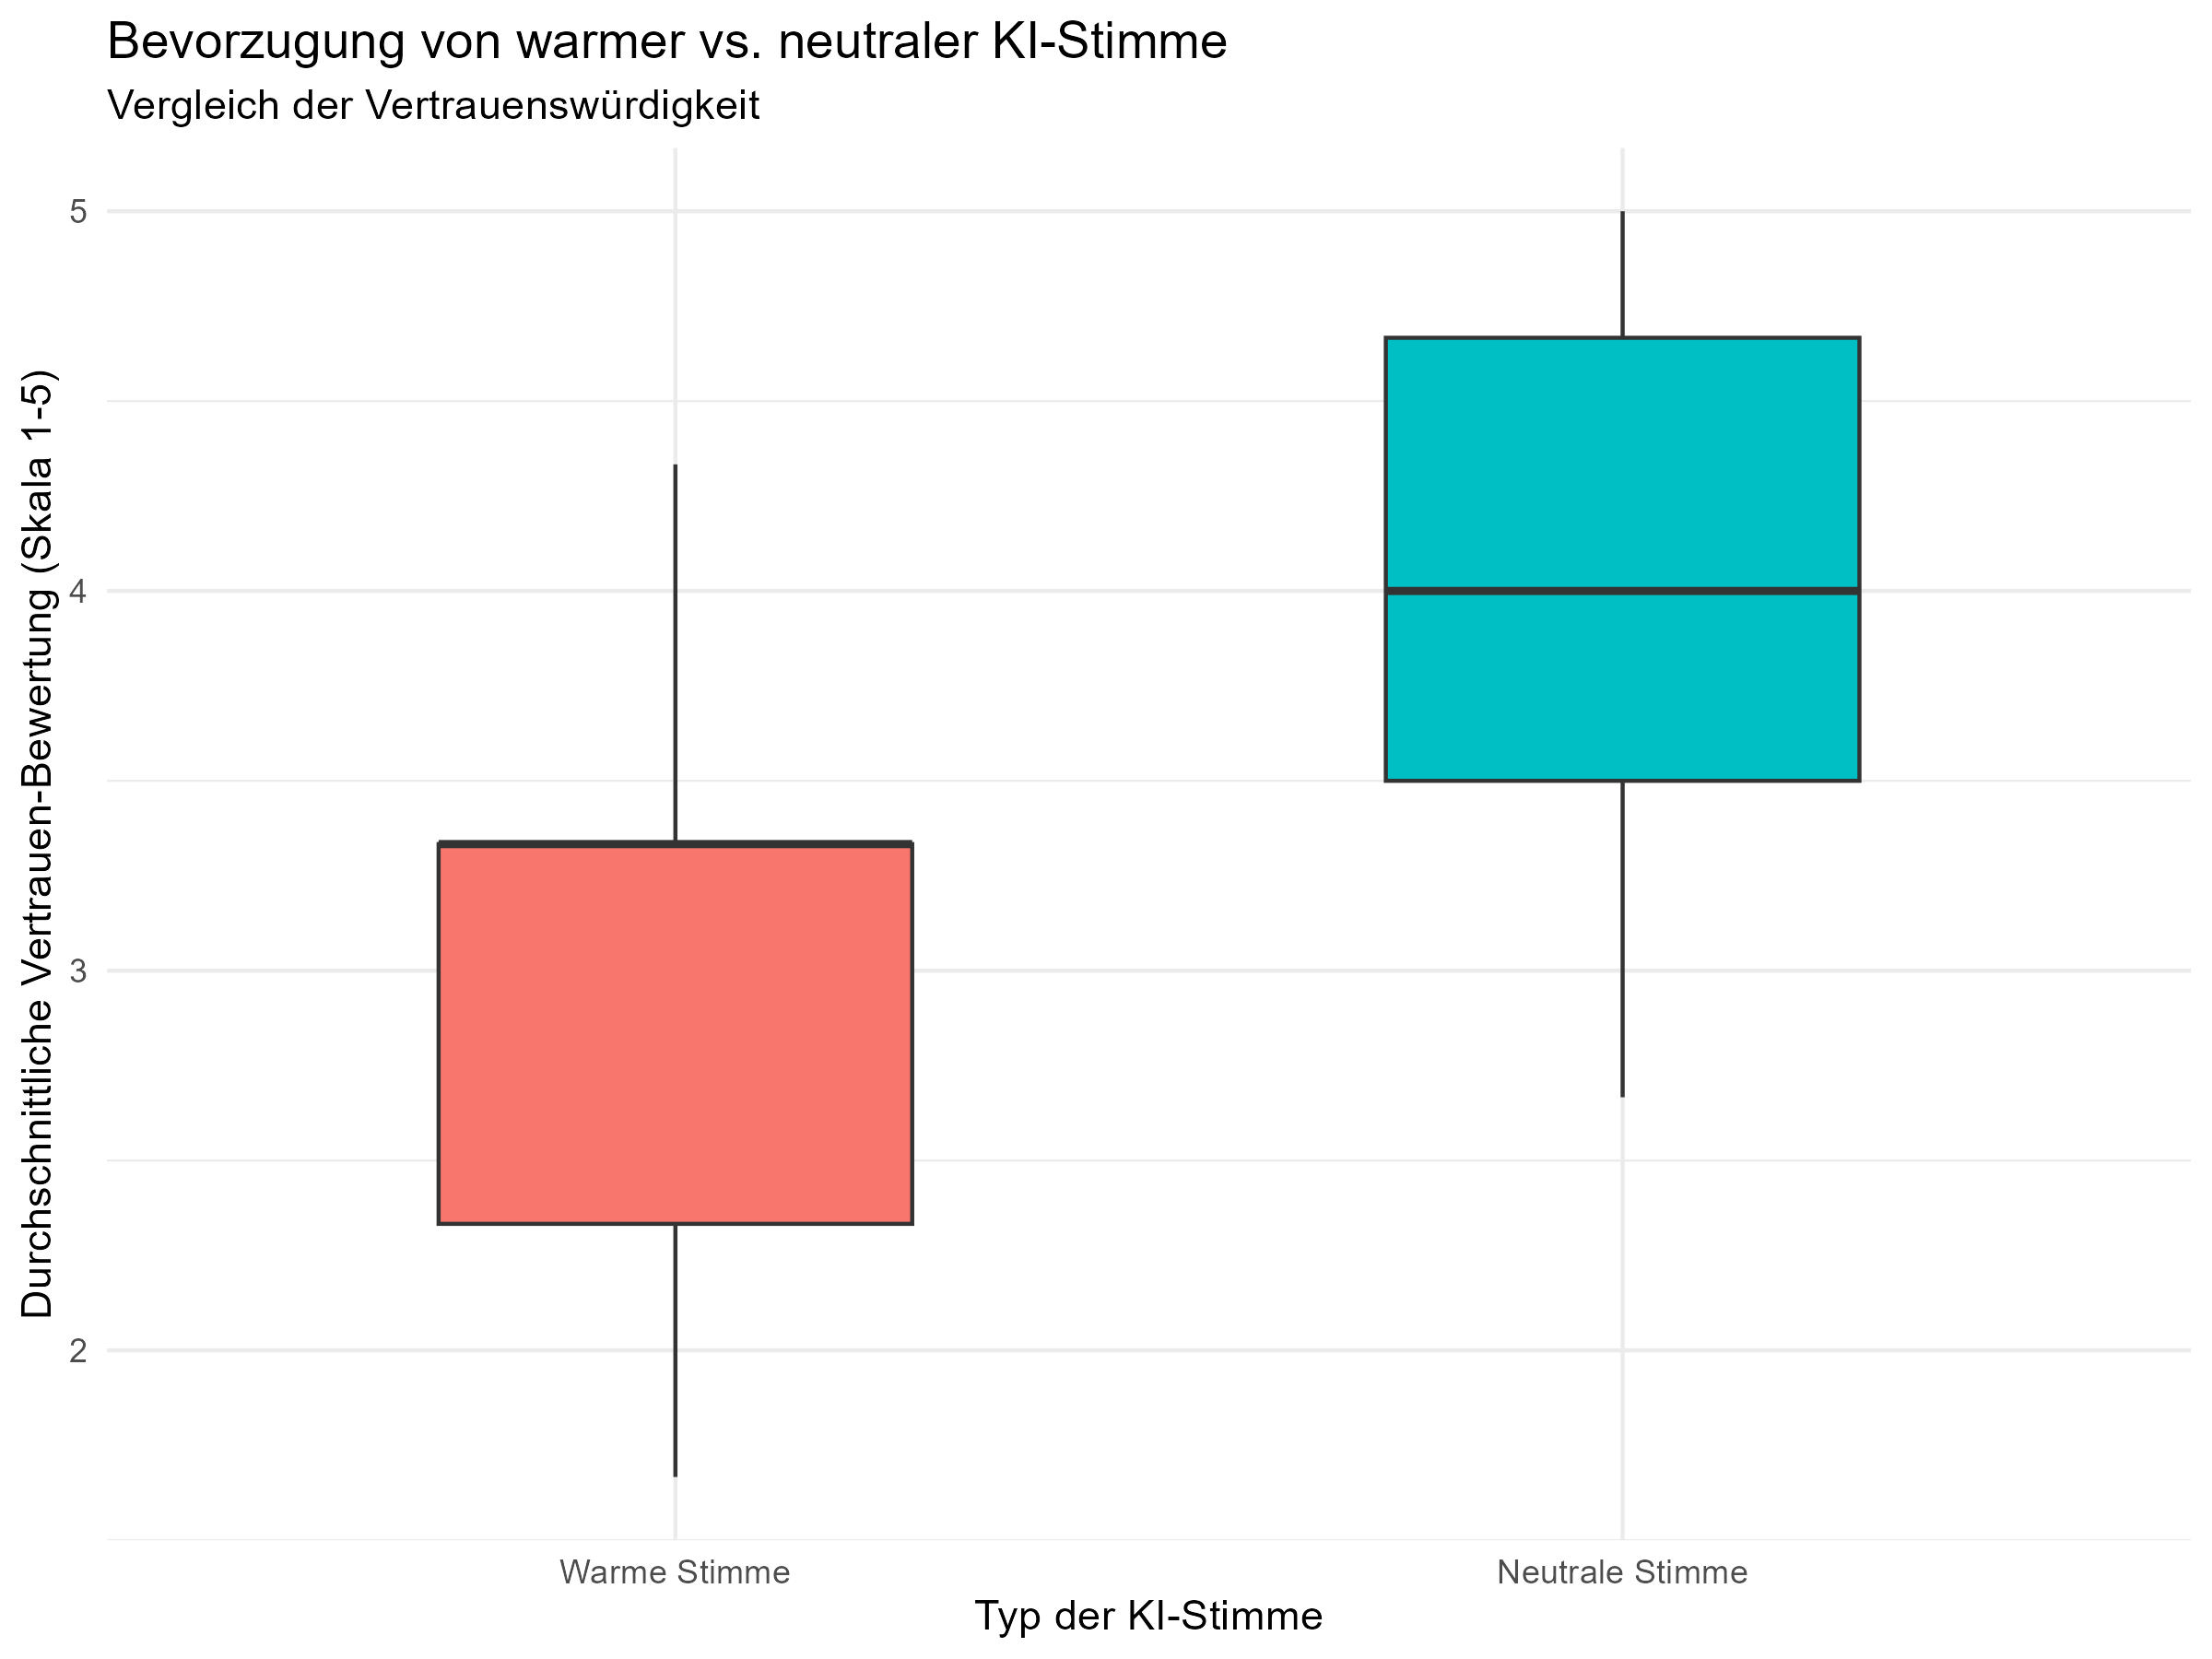 Bevorzugung von warmer vs. neutraler KI-Stimme
Vergleich der Vertrauenswürdigkeit
Durchschnittliche Vertrauen-Bewertung (Skala 1-5)
5
4
3
2
Warme Stimme
Neutrale Stimme
Typ der KI-Stimme